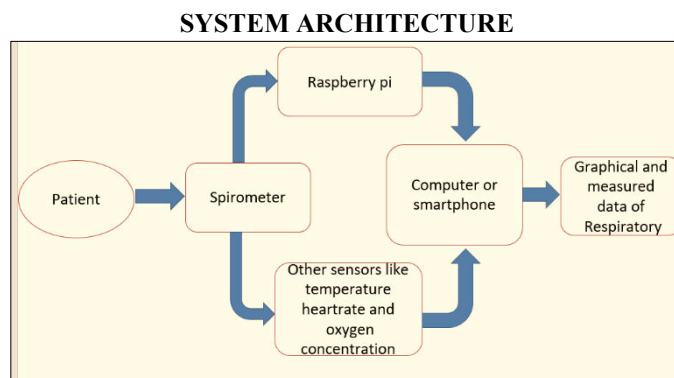 SYSTEM ARCHITECTURE
Raspberry pi
Patient
Spirometer
Computer or
smartphone
Graphical and
measured
data of
Respiratory
Other sensors like
temperature
heartrate and
oxygen
concentration